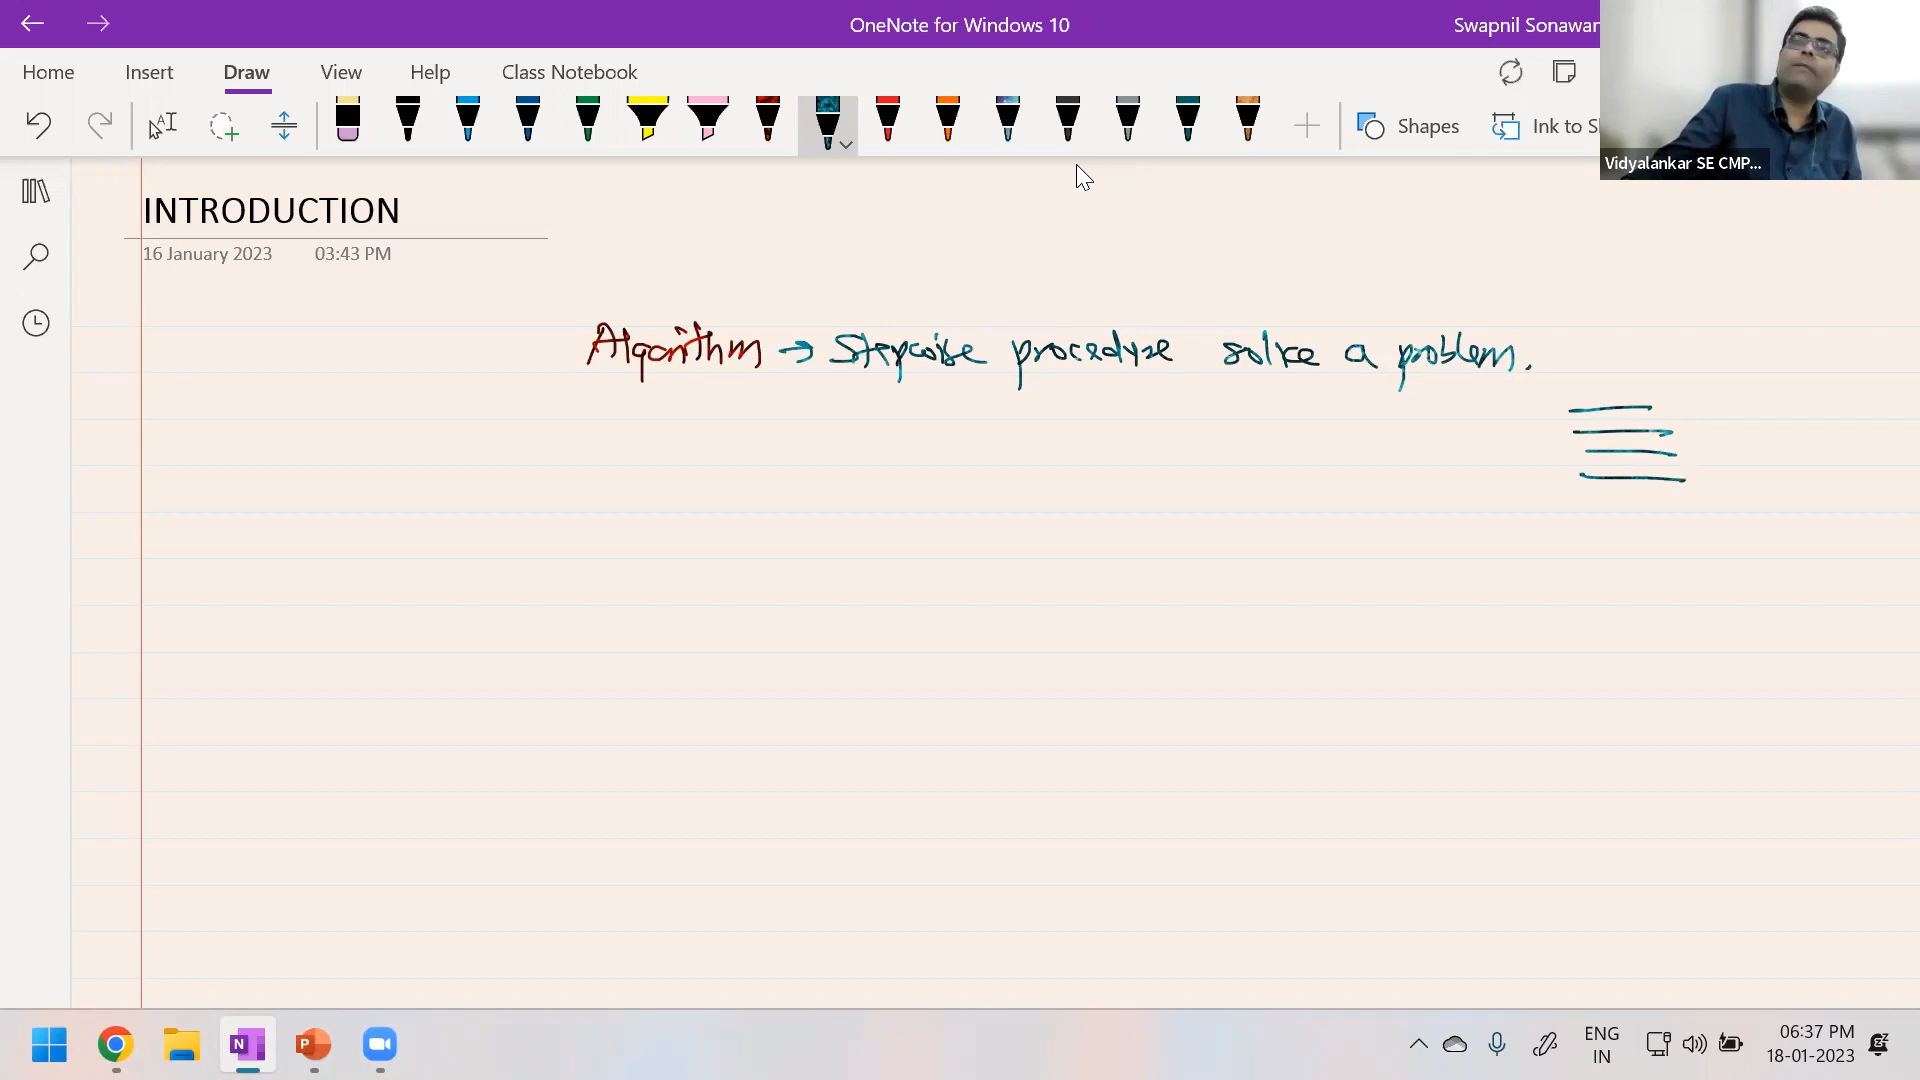 OneNote for Windows 10
Swapnil Sonawan
Home Insert Draw View Help Class Notebook
Shapes Ink to S
Vidyalankar SE CMP...
INTRODUCTION
16 January 2023 03:43 PM
Algorithm → Stepwise procedure solve a problem.
ENG
IN
06:37 PM
18-01-2023